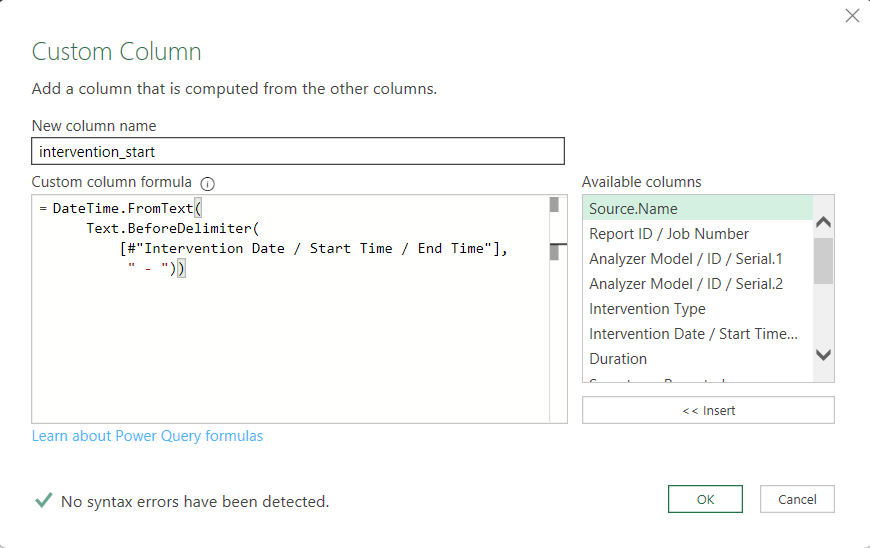 Custom Column
Add a column that is computed from the other columns.
New column name
intervention_start
Custom column formula
= DateTime.FromText(
Text.BeforeDelimiter(
[#"Intervention Date / Start Time / End Time"],
" - "))
Available columns
Source.Name
Report ID / Job Number
Analyzer Model / ID / Serial.1
Analyzer Model / ID / Serial.2
Intervention Type
Intervention Date / Start Time...
Duration
<< Insert
Learn about Power Query formulas
No syntax errors have been detected.
OK
Cancel